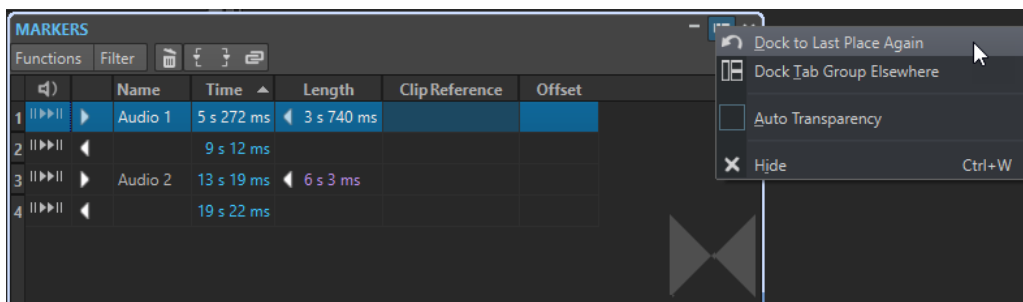 MARKERS
Functions Filter
Name Time Length Clip Reference Offset
1 Audio 1 5 s 272 ms 3 s 740 ms
2 9 s 12 ms
3 Audio 2 13 s 19 ms 6 s 3 ms
4 19 s 22 ms
Dock to Last Place Again
Dock Tab Group Elsewhere
Auto Transparency
Hide Ctrl+W